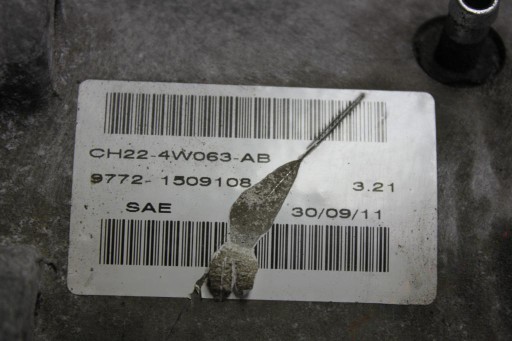 CH22-4W063-AB
9772- 1509108 3.21
SAE 30/09/11